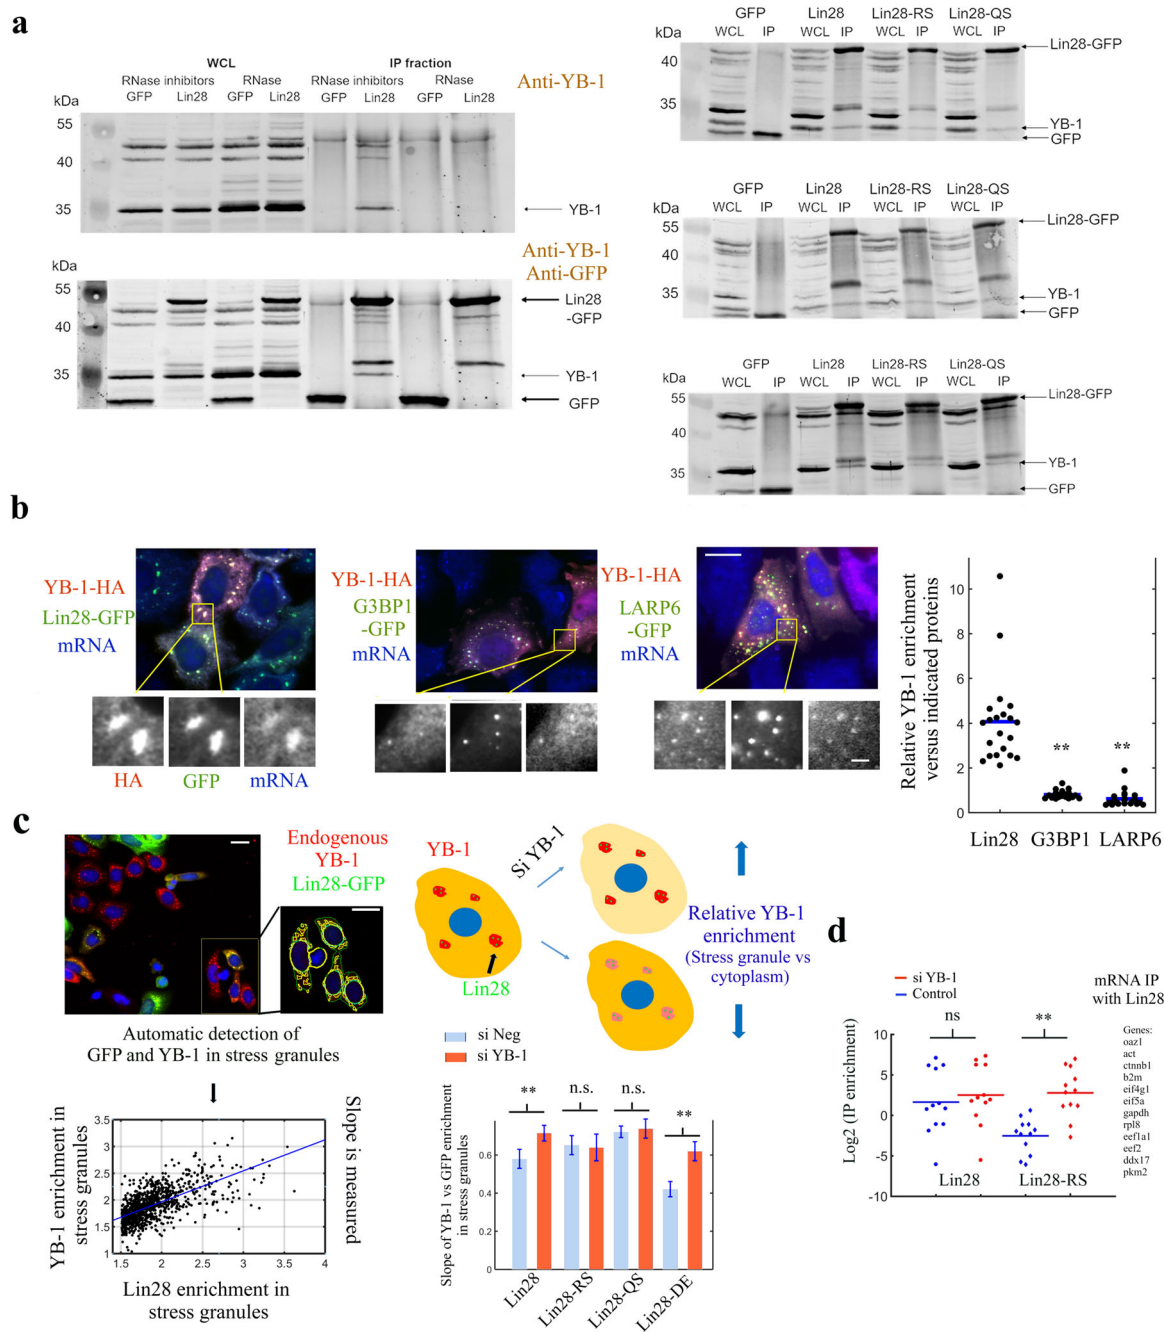 a
WCL
IP fraction
RNase inhibitors
RNase
RNase inhibitors
RNase
GFP
Lin28
GFP
Lin28
GFP
Lin28
GFP
Lin28
kDa
55
40
35
Anti-YB-1
YB-1
Anti-YB-1
Anti-GFP
kDa
55
40
35
Lin28
-GFP
YB-1
GFP
GFP Lin28 Lin28-RS Lin28-QS
WCL IP WCL IP WCL IP WCL IP
kDa
40
35
Lin28-GFP
YB-1
GFP
GFP Lin28 Lin28-RS Lin28-QS
WCL IP WCL IP WCL IP WCL IP
kDa
55
40
35
Lin28-GFP
YB-1
GFP
GFP Lin28 Lin28-RS Lin28-QS
WCL IP WCL IP WCL IP WCL IP
kDa
55
40
35
Lin28-GFP
YB-1
GFP
b
YB-1-HA
Lin28-GFP
mRNA
HA GFP mRNA
YB-1-HA
G3BP1
-GFP
mRNA
YB-1-HA
LARP6
-GFP
mRNA
Relative YB-1 enrichment
versus indicated proteins
10
8
6
4
2
0
**
**
Lin28 G3BP1 LARP6
c
Endogenous
YB-1
Lin28-GFP
Automatic detection of
GFP and YB-1 in stress granules
YB-1 enrichment in
stress granules
3.5
3
2.5
2
1.5
1
1.5 2 2.5 3 3.5 4
Lin28 enrichment in
stress granules
Slope is measured
YB-1
Si YB-1
Lin28
Relative YB-1
enrichment
(Stress granule vs
cytoplasm)
si Neg
si YB-1
Slope of YB-1 vs GFP enrichment
in stress granules
0.6
0.4
0.2
0
**
n.s.
n.s.
**
Lin28
Lin28-RS
Lin28-QS
Lin28-DE
d
si YB-1
Control
mRNA IP
with Lin28
ns
**
Log2 (IP enrichment)
10
5
0
-5
-10
Lin28
Lin28-RS
Genes:
oaz1
act
ctnnb1
b2m
eif4g1
eif5a
gapdh
rpl8
eef1a1
eef2
ddx17
pkm2